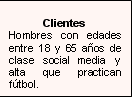 Clientes
Hombres con edades
entre 18 y 65 años de
clase social media y
alta que practican
fútbol.